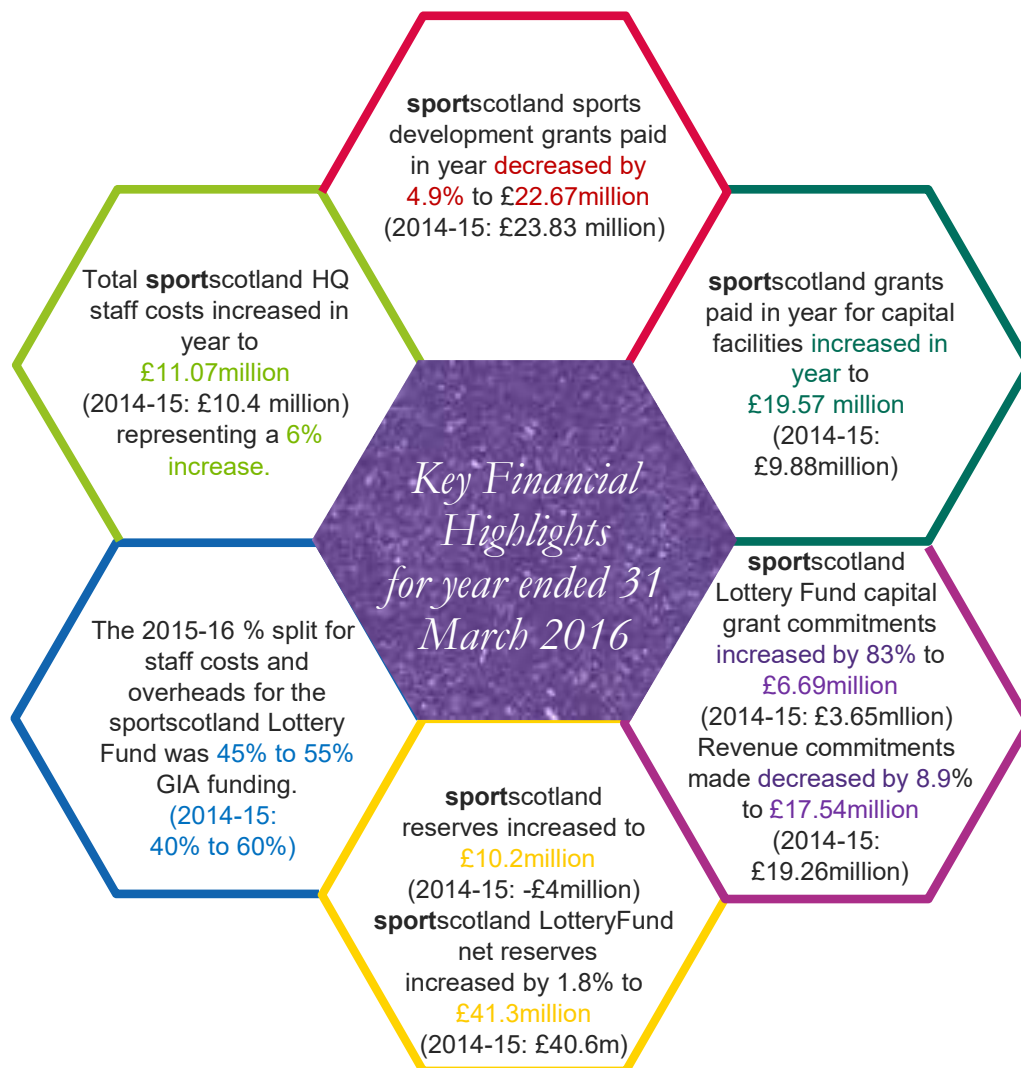 sportscotland sports
development grants paid
in year decreased by
4.9% to £22.67million
(2014-15: £23.83 million)
Total sportscotland HQ
staff costs increased in
year to
£11.07million
(2014-15: £10.4 million)
representing a 6%
increase.
sportscotland grants
paid in year for capital
facilities increased in
year to
£19.57 million
(2014-15:
£9.88million)
Key Financial
Highlights
for year ended 31
March 2016
The 2015-16 % split for
staff costs and
overheads for the
sportscotland Lottery
Fund was 45% to 55%
GIA funding.
(2014-15:
40% to 60%)
sportscotland
Lottery Fund capital
grant commitments
increased by 83% to
£6.69million
(2014-15: £3.65mllion)
Revenue commitments
made decreased by 8.9%
to £17.54million
(2014-15:
£19.26million)
sportscotland
reserves increased to
£10.2million
(2014-15: -£4million)
sportscotland LotteryFund
net reserves
increased by 1.8% to
£41.3million
(2014-15: £40.6m)